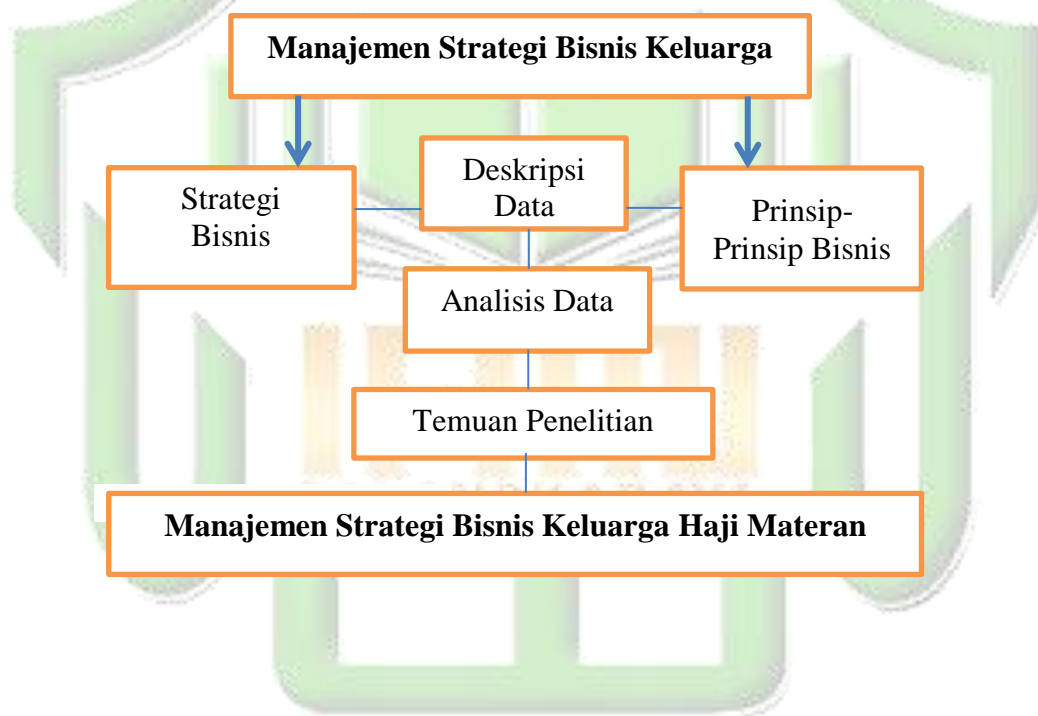 Manajemen Strategi Bisnis Keluarga
Strategi
Bisnis
Deskripsi
Data
Prinsip-
Prinsip Bisnis
Analisis Data
Temuan Penelitian
Manajemen Strategi Bisnis Keluarga Haji Materan